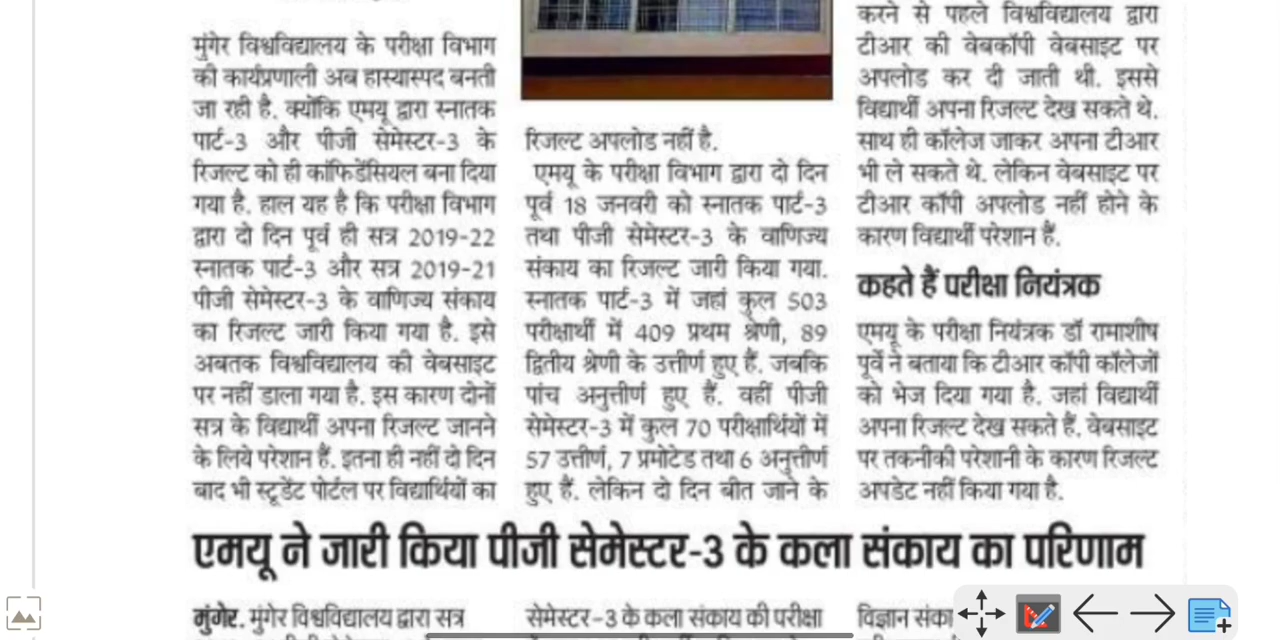 मुंगेर विश्वविद्यालय के परीक्षा विभाग
की कार्यप्रणाली अब हास्यास्पद बनती
जा रही है. क्योंकि एमयू द्वारा स्नातक
पार्ट-3 और पीजी सेमेस्टर-3 के
रिजल्ट को ही कांफिडेंसियल बना दिया
गया है. हाल यह है कि परीक्षा विभाग
द्वारा दो दिन पूर्व ही सत्र 2019-22
स्नातक पार्ट-3 और सत्र 2019-21
पीजी सेमेस्टर-3 के वाणिज्य संकाय
का रिजल्ट जारी किया गया है. इसे
अबतक विश्वविद्यालय की वेबसाइट
पर नहीं डाला गया है. इस कारण दोनों
सत्र के विद्यार्थी अपना रिजल्ट जानने
के लिये परेशान हैं. इतना ही नहीं दो दिन
बाद भी स्टूडेंट पोर्टल पर विद्यार्थियों का
रिजल्ट अपलोड नहीं है.
एमयू के परीक्षा विभाग द्वारा दो दिन
पूर्व 18 जनवरी को स्नातक पार्ट-3
तथा पीजी सेमेस्टर-3 के वाणिज्य
संकाय का रिजल्ट जारी किया गया.
स्नातक पार्ट-3 में जहां कुल 503
परीक्षार्थी में 409 प्रथम श्रेणी, 89
द्वितीय श्रेणी के उत्तीर्ण हुए हैं. जबकि
पांच अनुत्तीर्ण हुए हैं. वहीं पीजी
सेमेस्टर-3 में कुल 70 परीक्षार्थियों में
57 उत्तीर्ण, 7 प्रमोटेड तथा 6 अनुत्तीर्ण
हुए हैं. लेकिन दो दिन बीत जाने के
करने से पहले विश्वविद्यालय द्वारा
टीआर की वेबकॉपी वेबसाइट पर
अपलोड कर दी जाती थी. इससे
विद्यार्थी अपना रिजल्ट देख सकते थे.
साथ ही कॉलेज जाकर अपना टीआर
भी ले सकते थे. लेकिन वेबसाइट पर
टीआर कॉपी अपलोड नहीं होने के
कारण विद्यार्थी परेशान हैं.
कहते हैं परीक्षा नियंत्रक
एमयू के परीक्षा नियंत्रक डॉ रामाशीष
पूर्वे ने बताया कि टीआर कॉपी कॉलेजों
को भेज दिया गया है. जहां विद्यार्थी
अपना रिजल्ट देख सकते हैं. वेबसाइट
पर तकनीकी परेशानी के कारण रिजल्ट
अपडेट नहीं किया गया है.
एमयू ने जारी किया पीजी सेमेस्टर-3 के कला संकाय का परिणाम
मुंगेर. मुंगेर विश्वविद्यालय द्वारा सत्र
सेमेस्टर-3 के कला संकाय की परीक्षा
विज्ञान